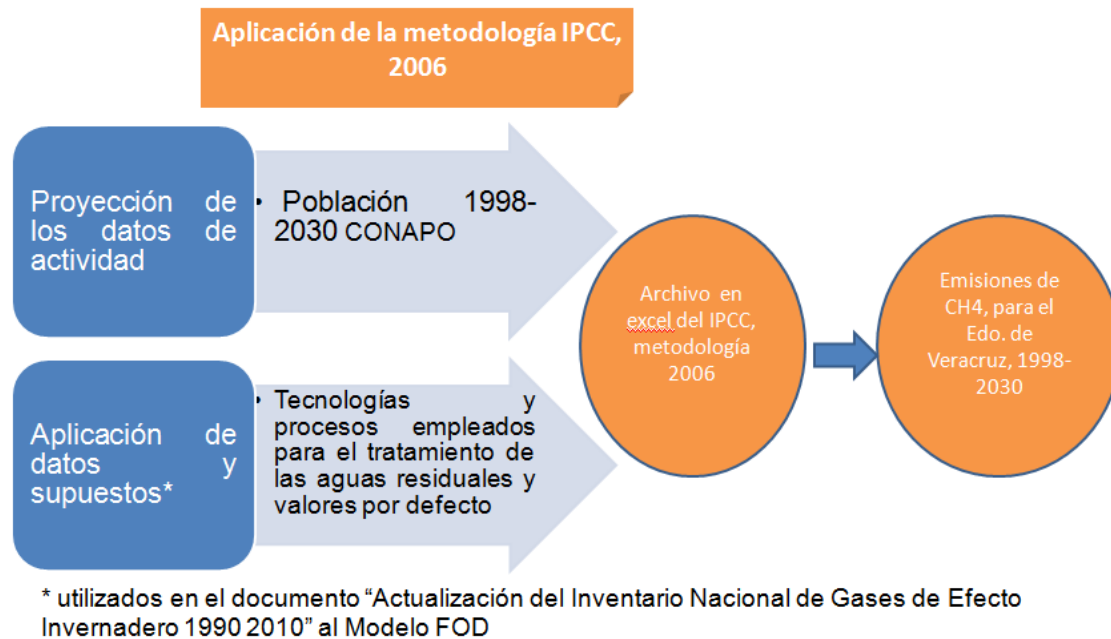 Aplicación de la metodología IPCC,
2006
Proyección de
los datos de
actividad
• Población 1998-
2030 CONAPO
Archivo en
excel del IPCC,
metodología
2006
Emisiones de
CH4, para el
Edo. de
Veracruz, 1998-
2030
Aplicación de
datos y
supuestos*
• Tecnologías y
procesos empleados
para el tratamiento de
las aguas residuales y
valores por defecto
* utilizados en el documento “Actualización del Inventario Nacional de Gases de Efecto
Invernadero 1990 2010” al Modelo FOD